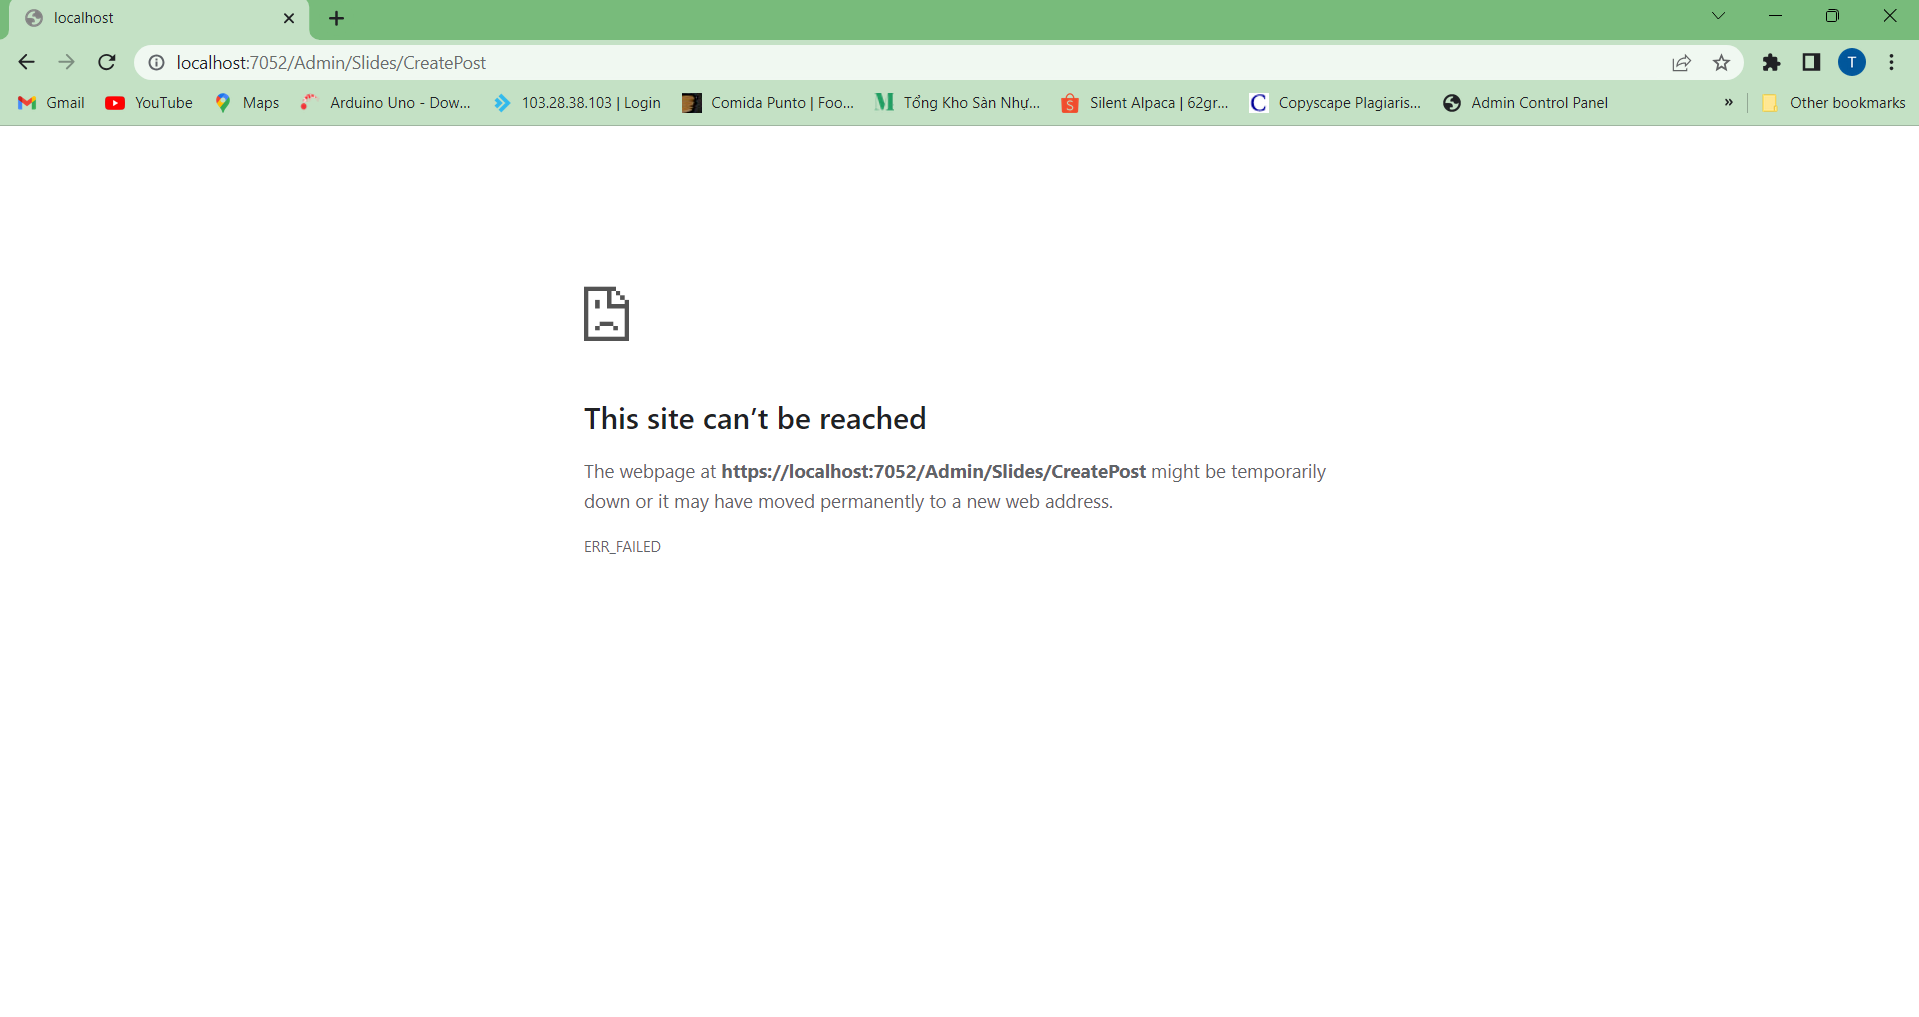 localhost
localhost:7052/Admin/Slides/CreatePost
T
Gmail
YouTube
Maps
Arduino Uno - Dow...
103.28.38.103 | Login
Comida Punto | Foo...
Tổng Kho Sàn Nhự...
Silent Alpaca | 62gr...
Copyscape Plagiaris...
Admin Control Panel
»
Other bookmarks
This site can’t be reached
The webpage at https://localhost:7052/Admin/Slides/CreatePost might be temporarily
down or it may have moved permanently to a new web address.
ERR_FAILED